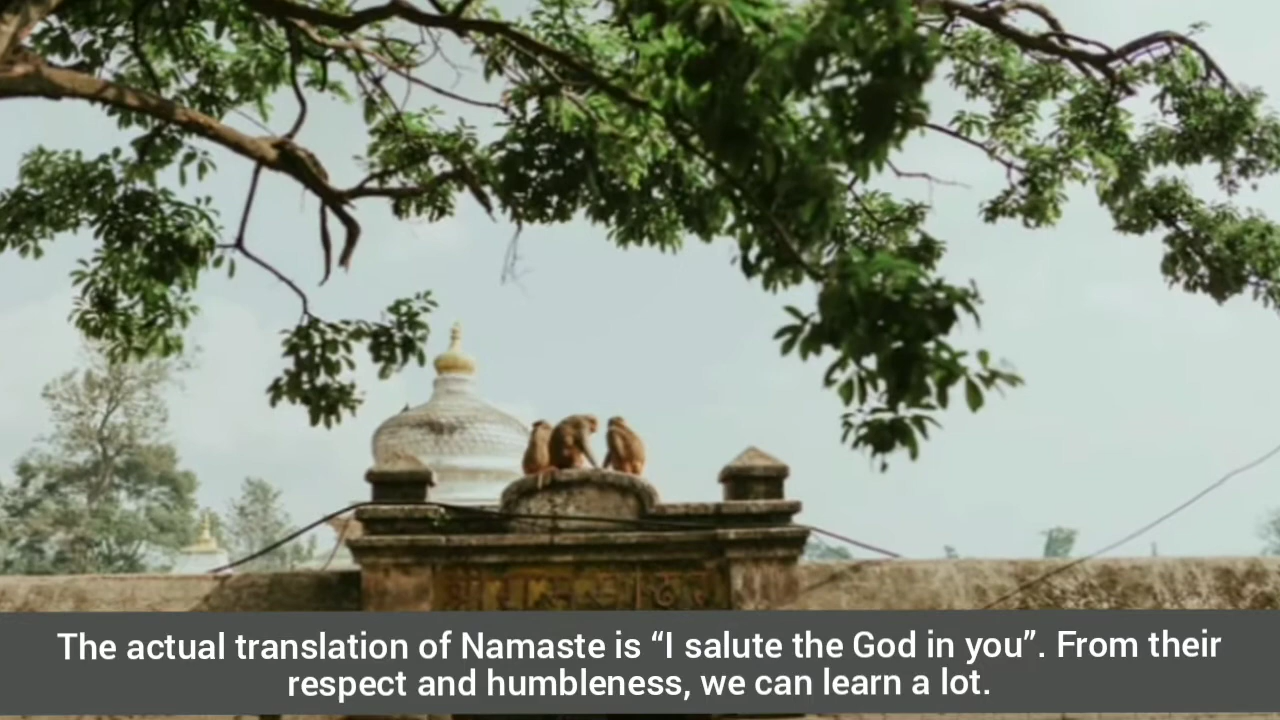 The actual translation of Namaste is “I salute the God in you”. From their
respect and humbleness, we can learn a lot.